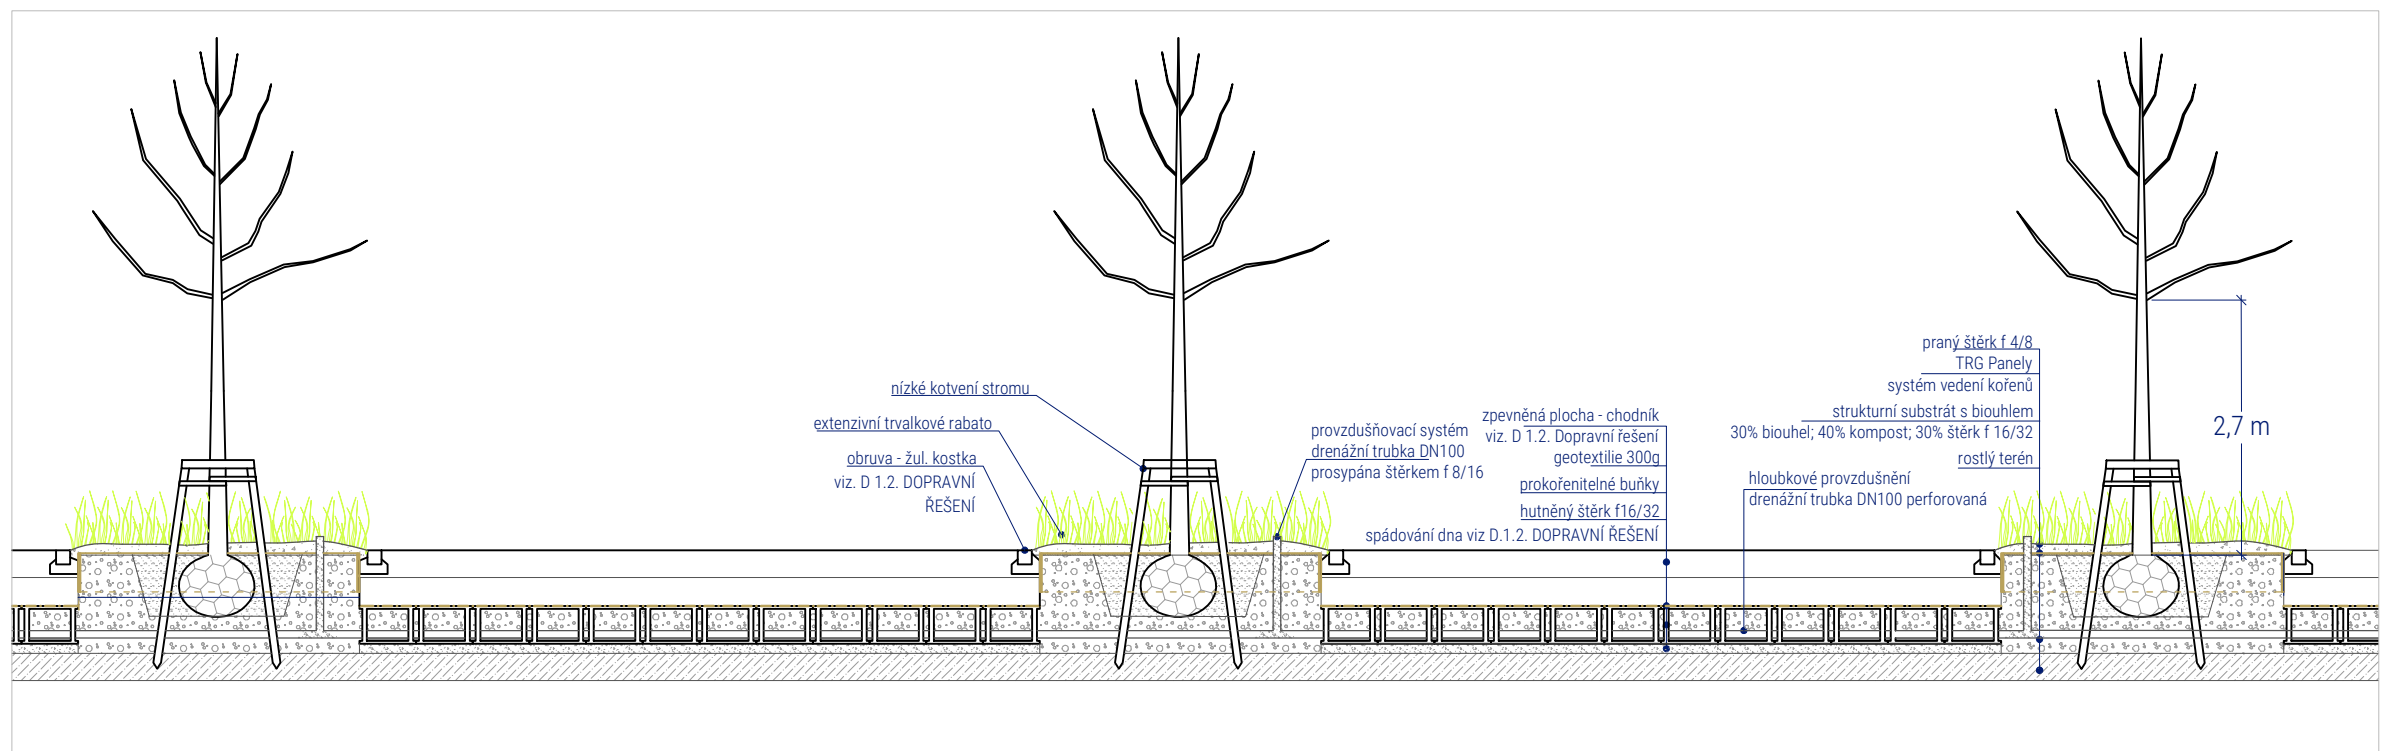 nízké kotvení stromu
extenzivní trvalkové rabato
obruva - žul. kostka
viz. D 1.2. DOPRAVNÍ
ŘEŠENÍ
provzdušňovací systém
drenážní trubka DN100
prosypána štěrkem f 8/16
zpevněná plocha - chodník
viz. D 1.2. Dopravní řešení
geotextilie 300g
prokořenitelné buňky
hutněný štěrk f16/32
spádování dna viz D.1.2. DOPRAVNÍ ŘEŠENÍ
hloubkové provzdušnění
drenážní trubka DN100 perforovaná
praný štěrk f 4/8
TRG Panely
systém vedení kořenů
strukturní substrát s biouhlem
30% biouhel; 40% kompost; 30% štěrk f 16/32
rostlý terén
2,7 m